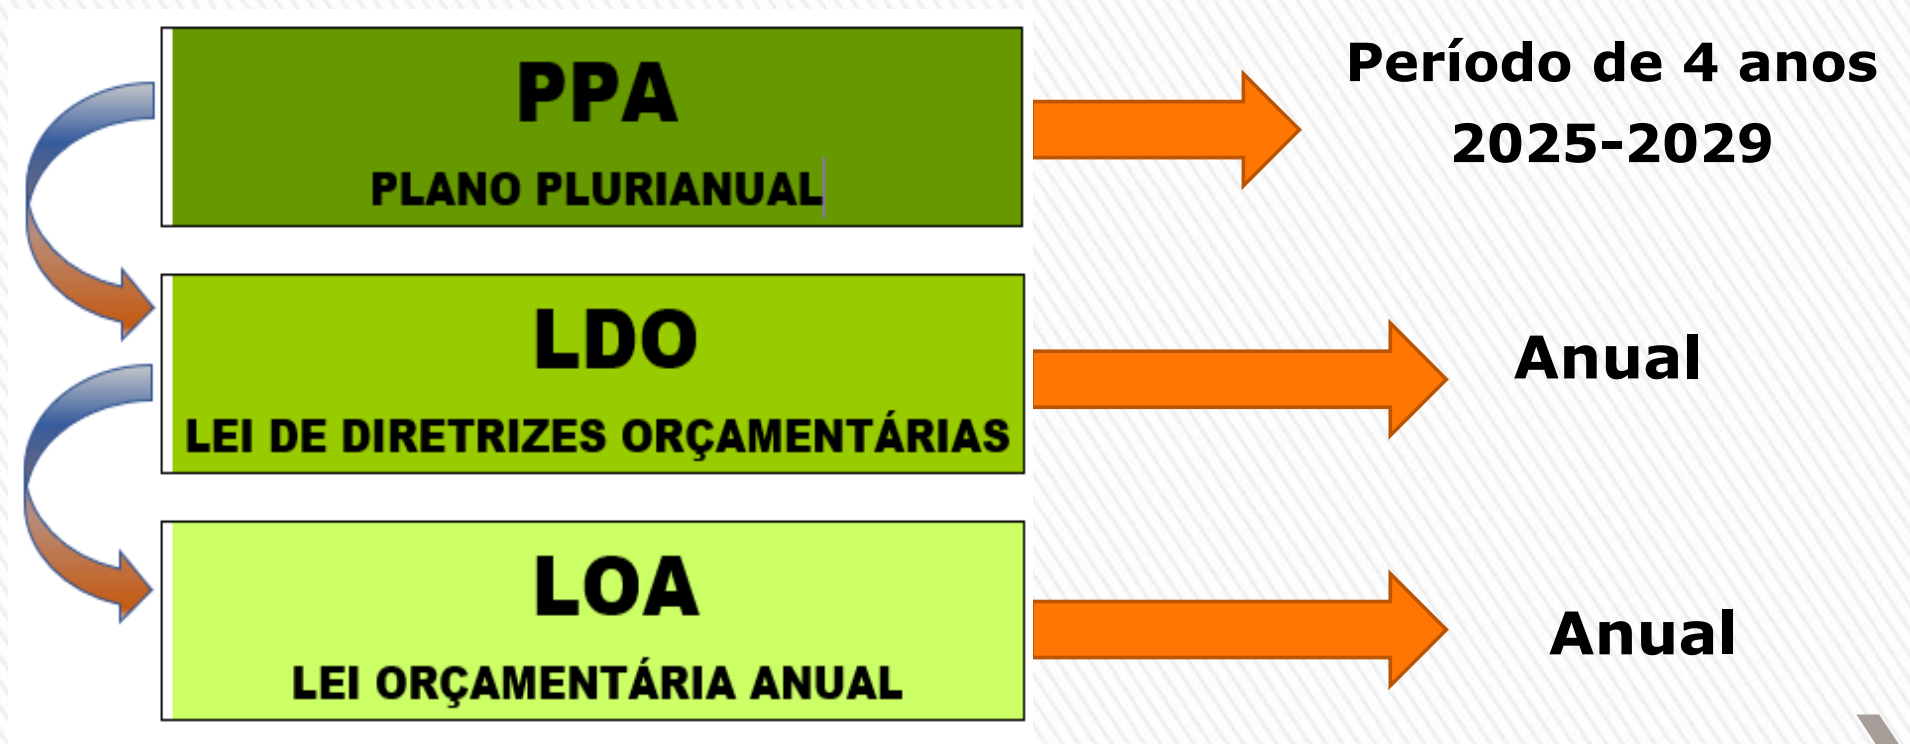 PPA
PLANO PLURIANUAL
Período de 4 anos
2025-2029
LDO
LEI DE DIRETRIZES ORÇAMENTÁRIAS
Anual
LOA
LEI ORÇAMENTÁRIA ANUAL
Anual